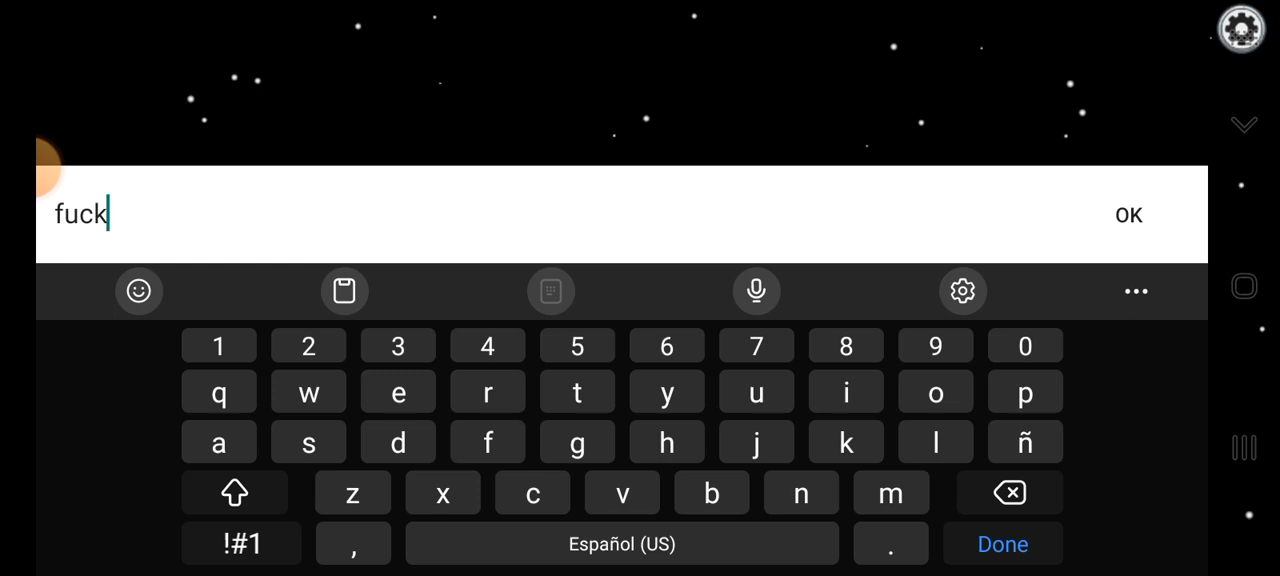 fuck
OK
1 2 3 4 5 6 7 8 9 0
q w e r t y u i o p
a s d f g h j k l ñ
z x c v b n m
!#1 , Español (US) . Done